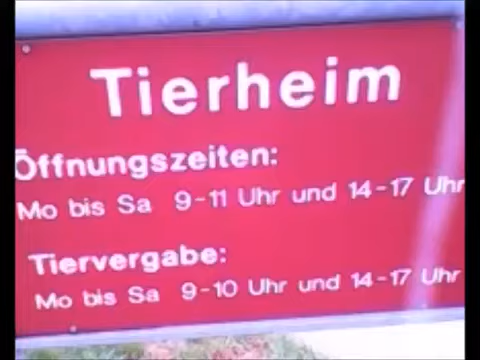 Tierheim
Öffnungszeiten:
Mo bis Sa 9-11 Uhr und 14-17 Uhr
Tiervergabe:
Mo bis Sa 9-10 Uhr und 14-17 Uhr